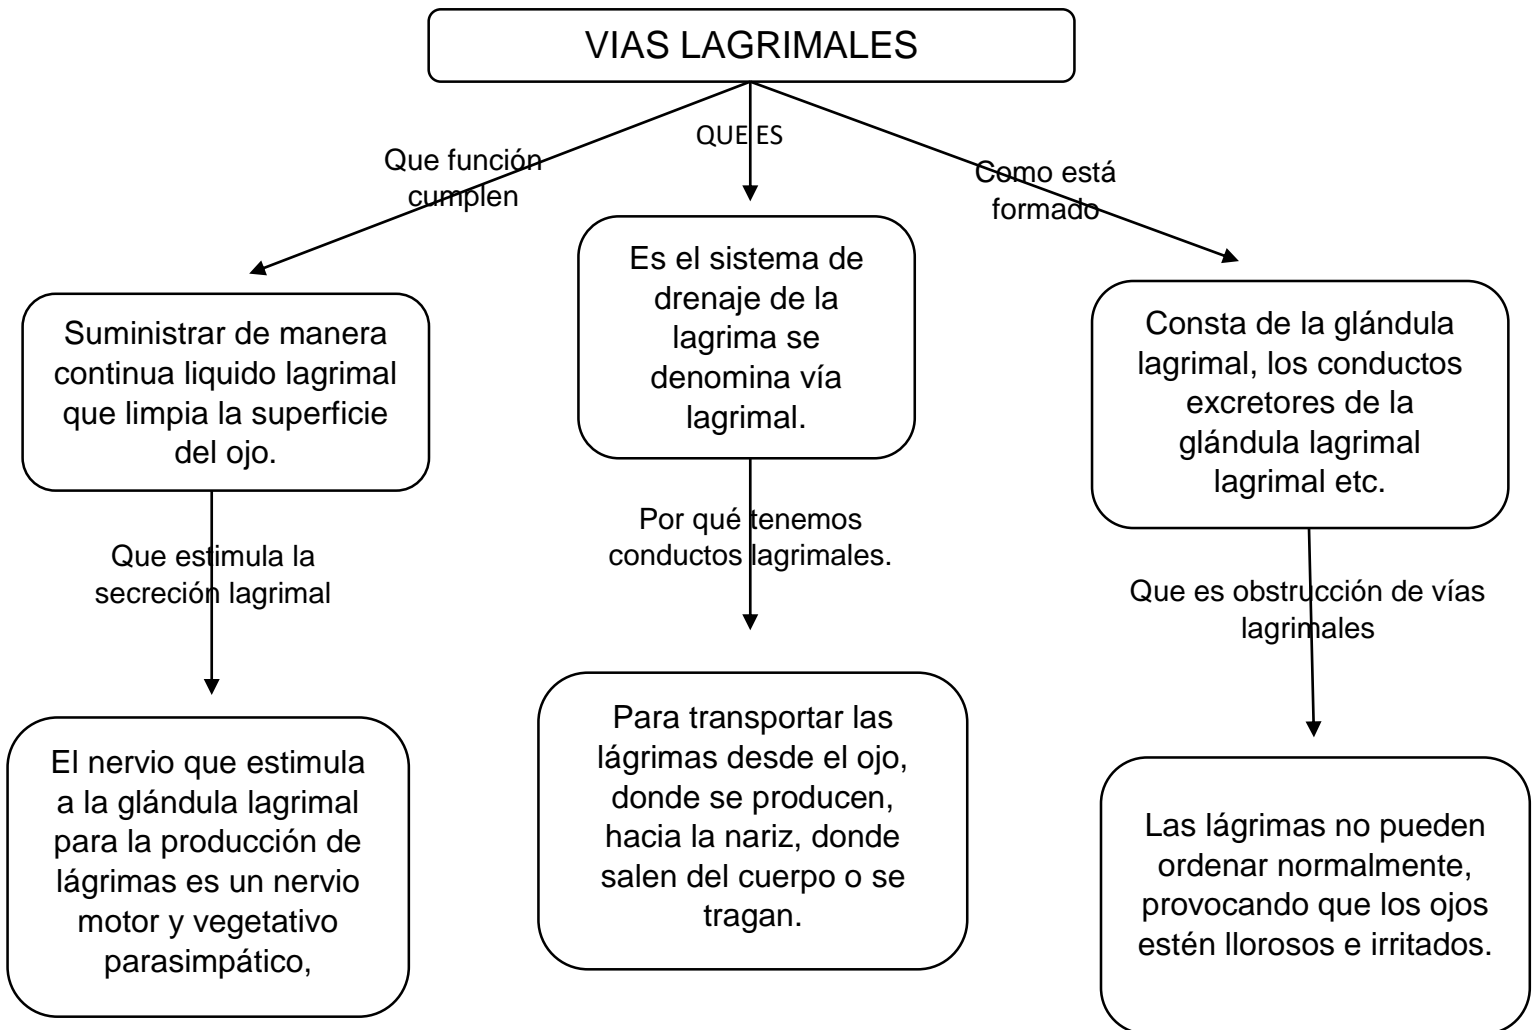 VIAS LAGRIMALES
Que función
cumplen
QUE ES
Como está
formado
Suministrar de manera
continua liquido lagrimal
que limpia la superficie
del ojo.
Es el sistema de
drenaje de la
lagrima se
denomina vía
lagrimal.
Consta de la glándula
lagrimal, los conductos
excretores de la
glándula lagrimal
lagrimal etc.
Que estimula la
secreción lagrimal
Por qué tenemos
conductos lagrimales.
Que es obstrucción de vías
lagrimales
El nervio que estimula
a la glándula lagrimal
para la producción de
lágrimas es un nervio
motor y vegetativo
parasimpático,
Para transportar las
lágrimas desde el ojo,
donde se producen,
hacia la nariz, donde
salen del cuerpo o se
tragan.
Las lágrimas no pueden
ordenar normalmente,
provocando que los ojos
estén llorosos e irritados.